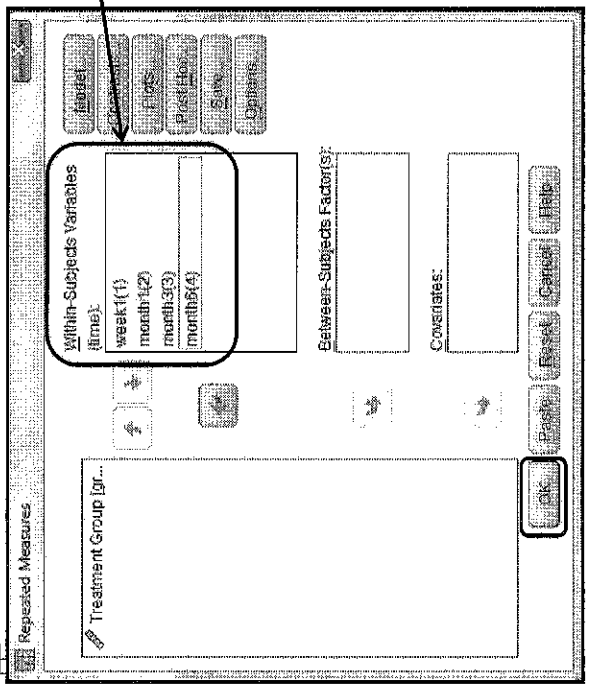 Repeated Measures
Treatment Group [gr...
Within-Subjects Variables
(time):
week1(1)
month1(2)
month3(3)
month6(4)
Between-Subjects Factor(s):
Covariates:
Model...
Plots...
Post Hoc...
Save...
Options...
OK
Paste
Reset
Cancel
Help